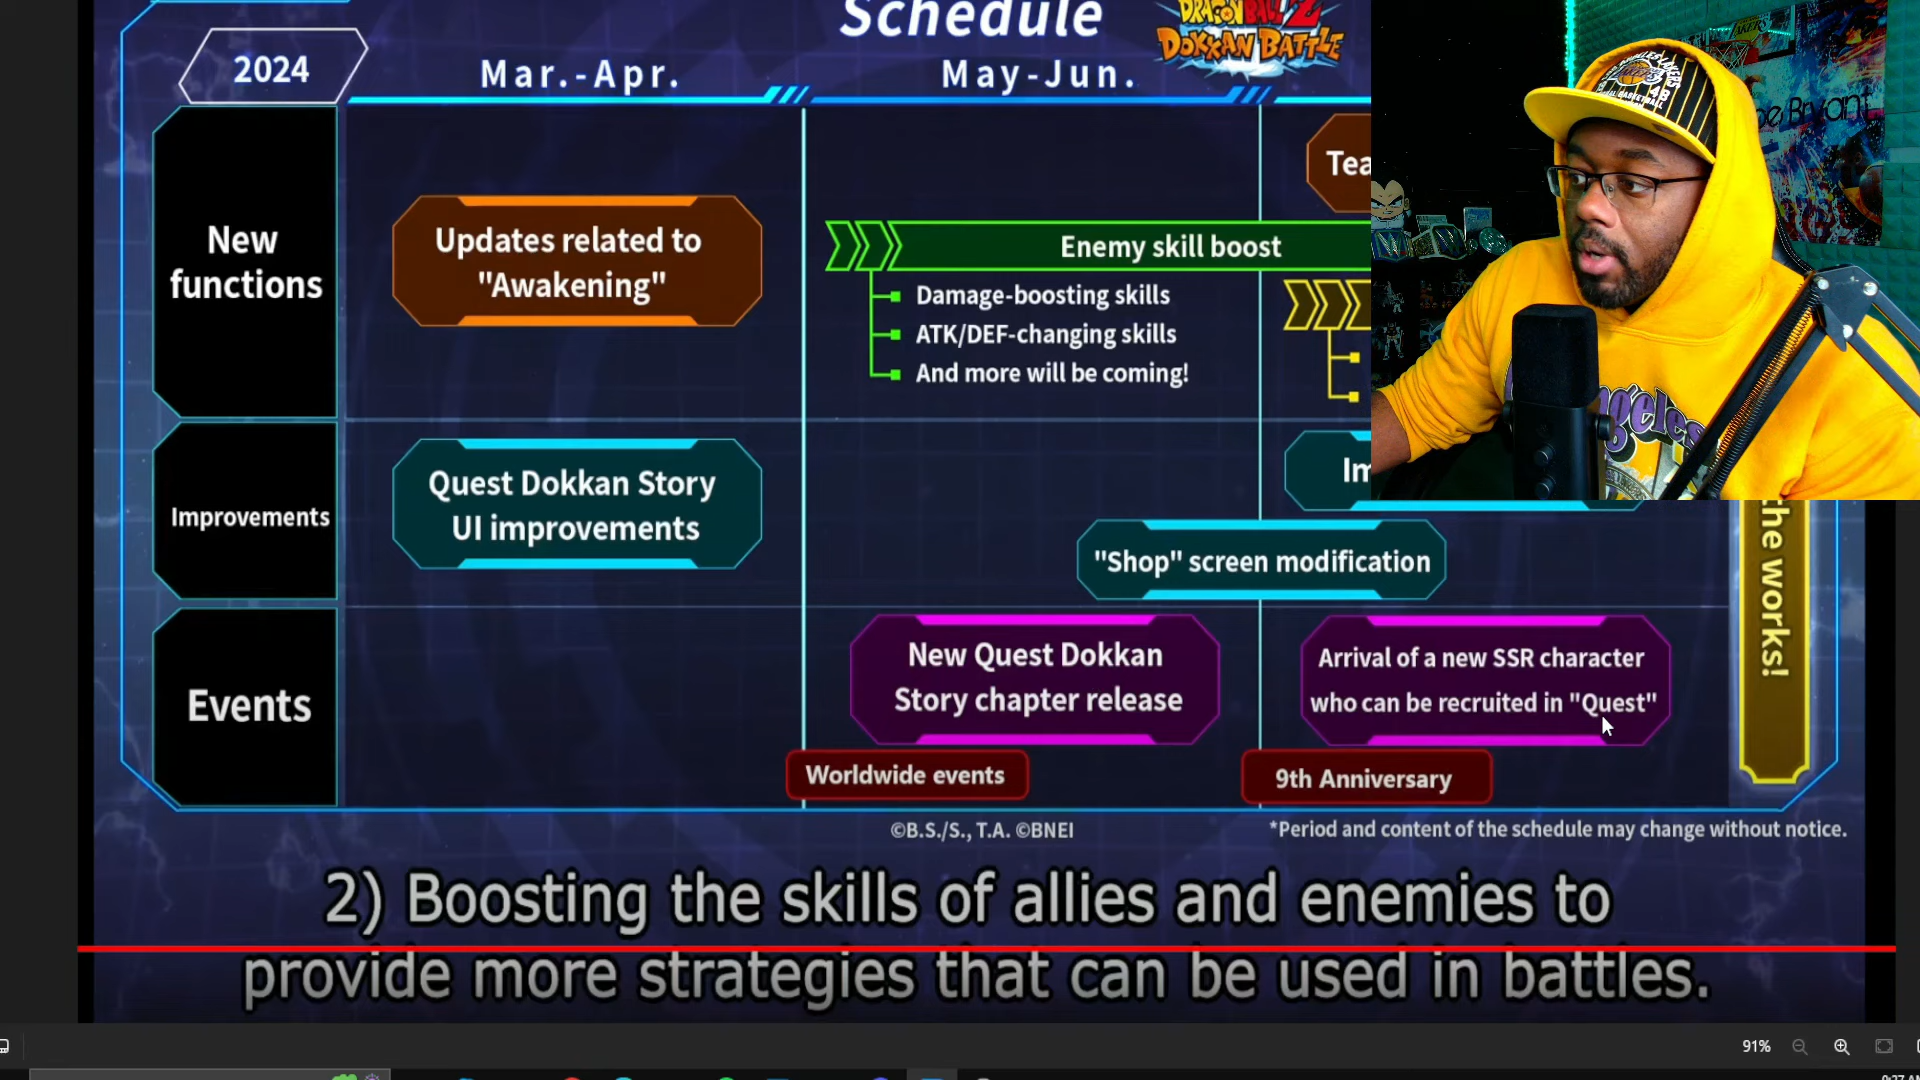 Schedule
DRAGON BALL Z
DOKKAN BATTLE
2024
Mar.-Apr.
May-Jun.
New
functions
Updates related to
"Awakening"
Tea
Enemy skill boost
Damage-boosting skills
ATK/DEF-changing skills
And more will be coming!
Improvements
Quest Dokkan Story
UI improvements
Im
"Shop" screen modification
the works!
Events
New Quest Dokkan
Story chapter release
Arrival of a new SSR character
who can be recruited in "Quest"
Worldwide events
9th Anniversary
©B.S./S., T.A. ©BNEI
*Period and content of the schedule may change without notice.
2) Boosting the skills of allies and enemies to
provide more strategies that can be used in battles.
91%